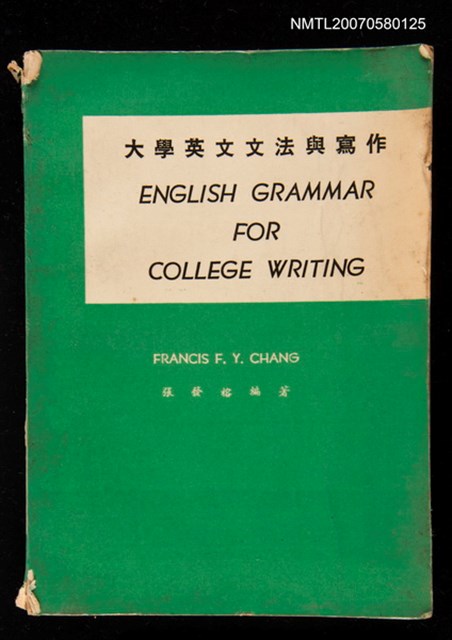 NMTL20070580125
大學英文文法與寫作
ENGLISH GRAMMAR
FOR
COLLEGE WRITING
FRANCIS F. Y. CHANG
張發榕編著